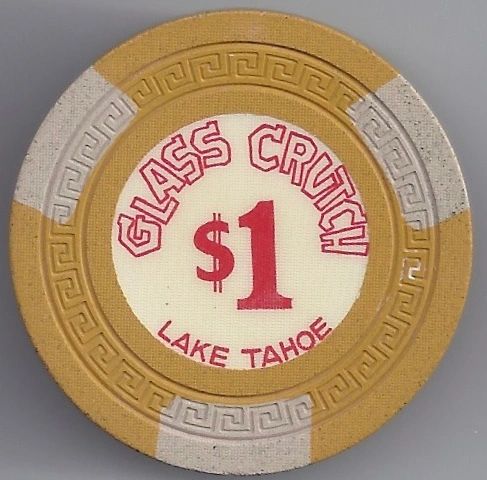 GLASS CRUTCH
$1
LAKE TAHOE